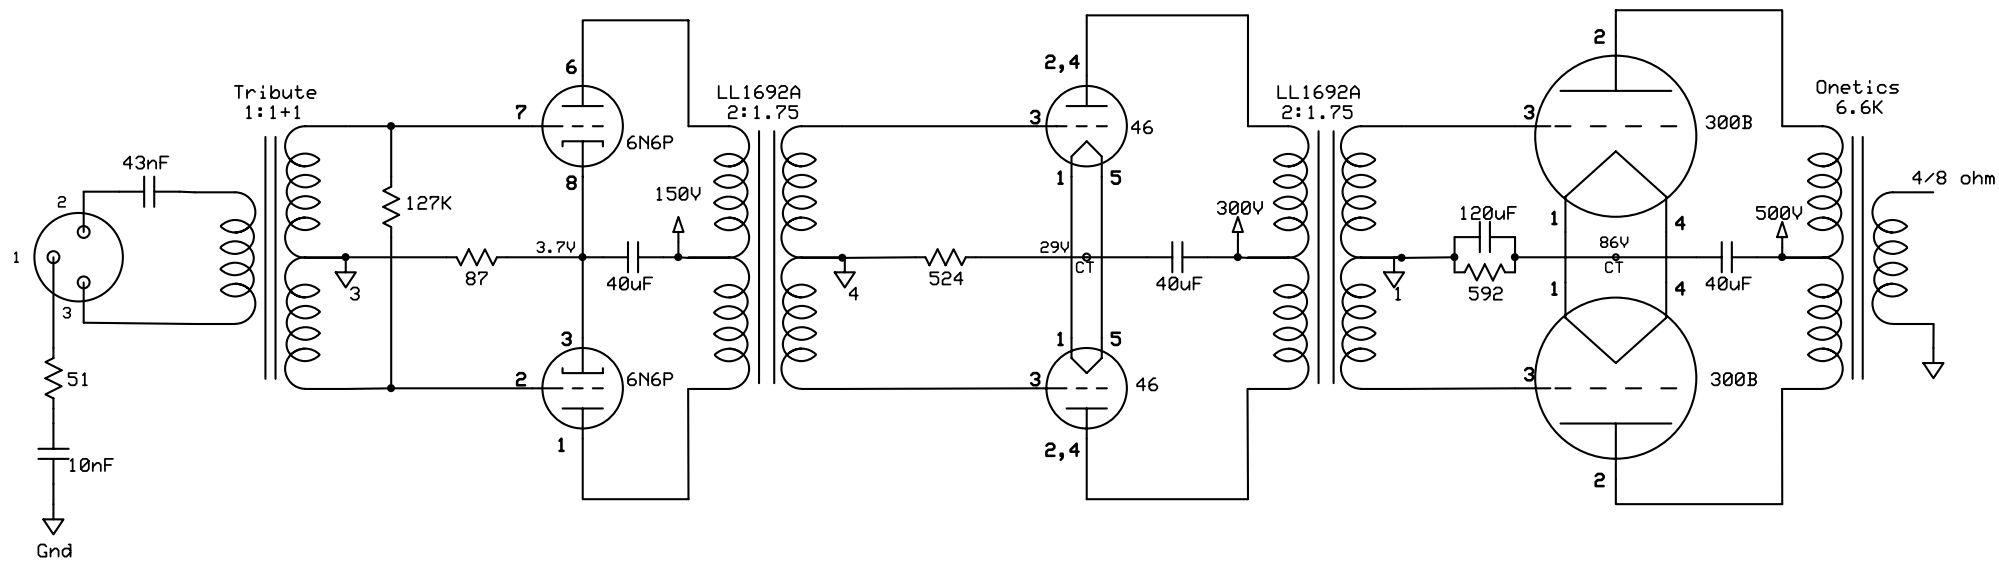 Tribute
1:1+1
43nF
2
1
3
51
10nF
Gnd
127K
3
87
3.7V
6
7
6N6P
8
3
2
6N6P
1
40uF
150V
LL1692A
2:1.75
4
524
29V
CT
2,4
3
46
1
5
1
5
3
46
2,4
40uF
300V
LL1692A
2:1.75
1
120uF
592
86V
CT
2
3
300B
1
4
1
4
3
300B
2
40uF
500V
Onetics
6.6K
4/8 ohm